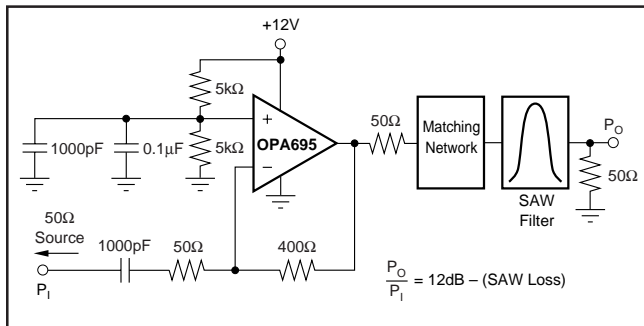 +12V
5kΩ
5kΩ
1000pF
0.1µF
+
OPA695
−
50Ω
Matching
Network
SAW
Filter
P_O
50Ω
50Ω
Source
1000pF
50Ω
400Ω
P_I
P_O
P_I
= 12dB – (SAW Loss)